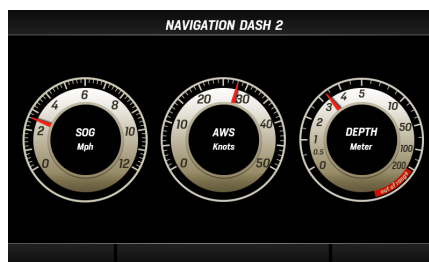 NAVIGATION DASH 2
0 2 4 6 8 10 12
SOG
Mph
0 10 20 30 40 50
AWS
Knots
0 0.5 1 2 3 4 5 10 50 100 200
DEPTH
Meter
out of range